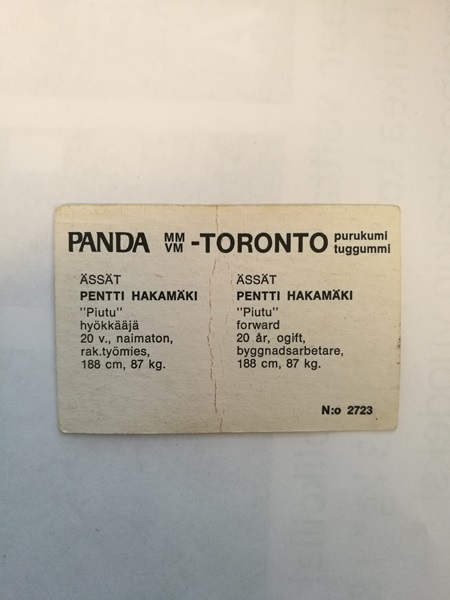 PANDA MM VM -TORONTO purukumi tuggummi
ÄSSÄT
PENTTI HAKAMÄKI
"Piutu"
hyökkääjä
20 v., naimaton,
rak.työmies,
188 cm, 87 kg.
ÄSSÄT
PENTTI HAKAMÄKI
"Piutu"
forward
20 år, ogift,
byggnadsarbetare,
188 cm, 87 kg.
N:o 2723